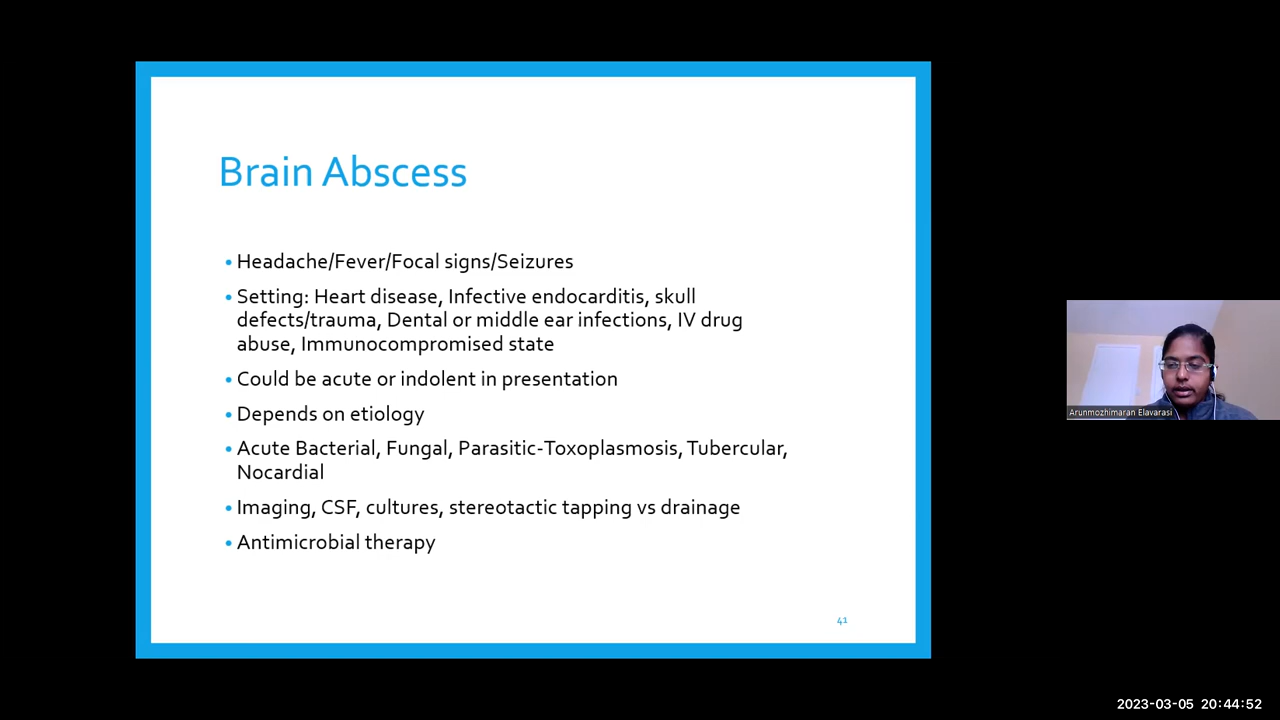 Brain Abscess
• Headache/Fever/Focal signs/Seizures
• Setting: Heart disease, Infective endocarditis, skull
defects/trauma, Dental or middle ear infections, IV drug
abuse, Immunocompromised state
• Could be acute or indolent in presentation
• Depends on etiology
• Acute Bacterial, Fungal, Parasitic-Toxoplasmosis, Tubercular,
Nocardial
• Imaging, CSF, cultures, stereotactic tapping vs drainage
• Antimicrobial therapy
41
Arunmozhimaran Elavarasi
2023-03-05 20:44:52